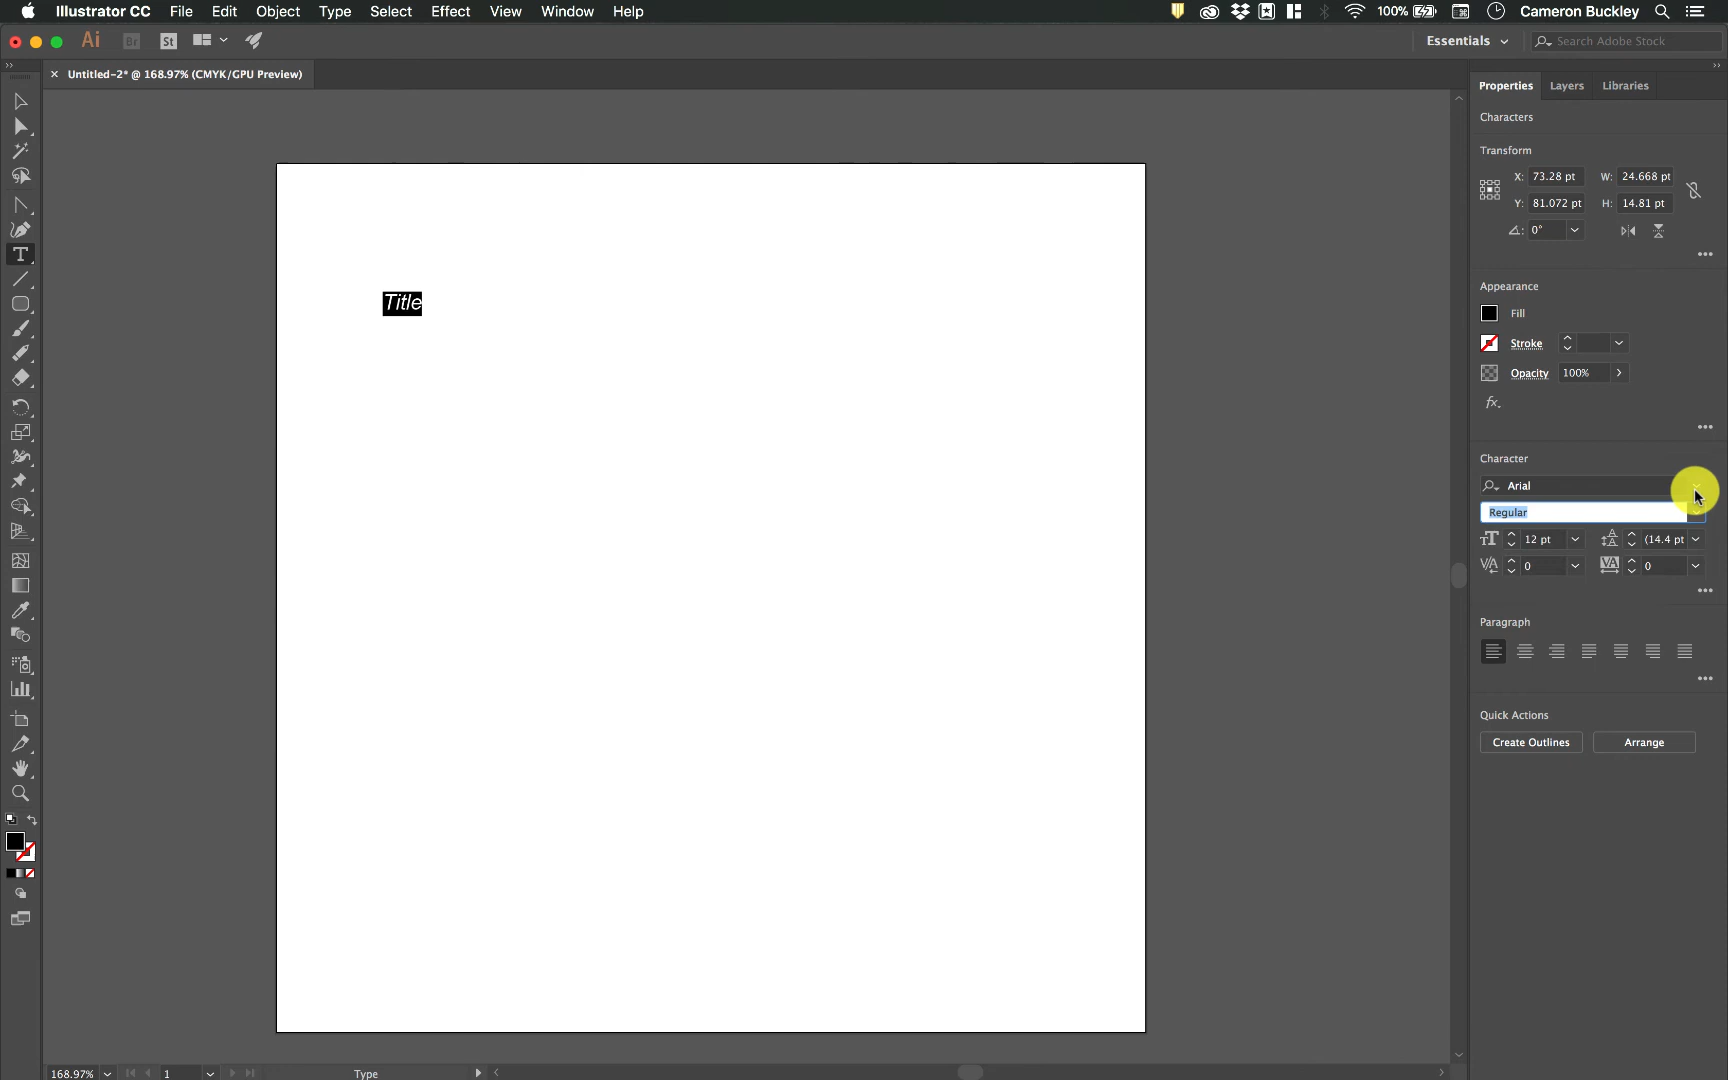 Illustrator CC File Edit Object Type Select Effect View Window Help 100% Cameron Buckley
Ai Br St Essentials Search Adobe Stock
× Untitled-2* @ 168.97% (CMYK/GPU Preview)
Properties Layers Libraries
Characters
Transform
X: 73.28 pt W: 24.668 pt
Y: 81.072 pt H: 14.81 pt
0°
Appearance
Fill
Stroke
Opacity 100%
fx.
Character
Arial
Regular
12 pt (14.4 pt
0 0
Paragraph
Quick Actions
Create Outlines Arrange
Title
168.97% 1 Type